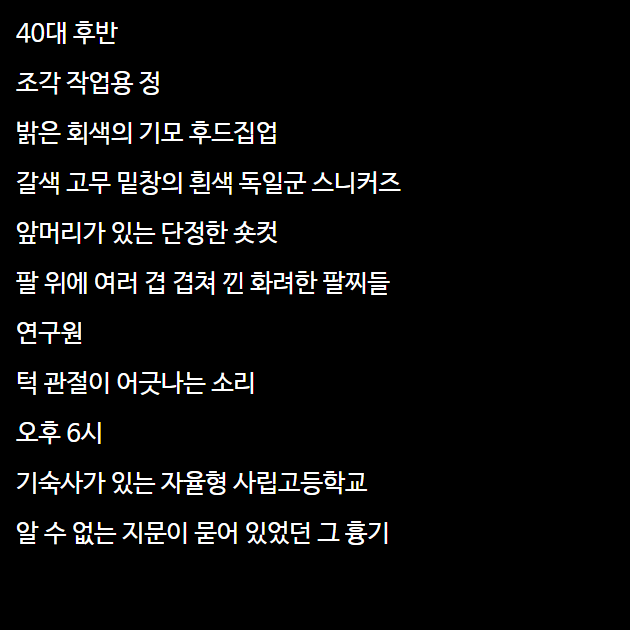 40대 후반
조각 작업용 정
밝은 회색의 기모 후드집업
갈색 고무 밑창의 흰색 독일군 스니커즈
앞머리가 있는 단정한 숏컷
팔 위에 여러 겹 겹쳐 낀 화려한 팔찌들
연구원
턱 관절이 어긋나는 소리
오후 6시
기숙사가 있는 자율형 사립고등학교
알 수 없는 지문이 묻어 있었던 그 흉기